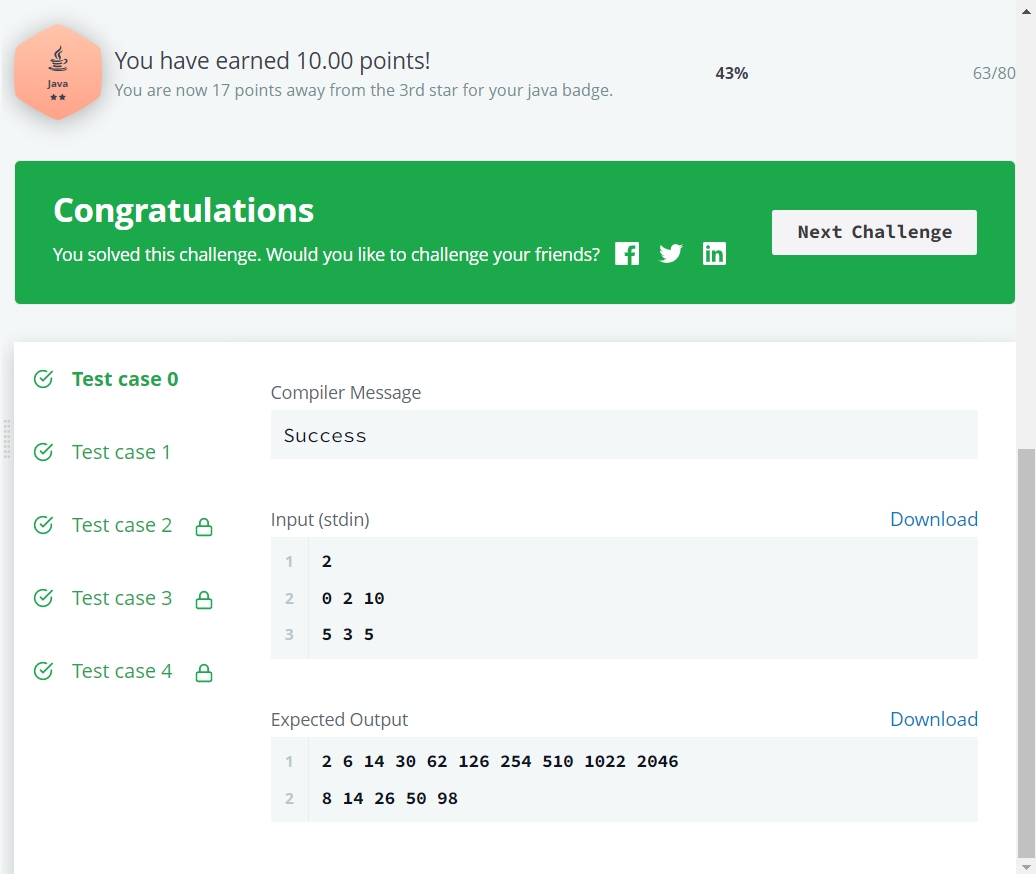 Java
You have earned 10.00 points!
You are now 17 points away from the 3rd star for your java badge.
43%
63/80
Congratulations
You solved this challenge. Would you like to challenge your friends?
Next Challenge
Test case 0
Test case 1
Test case 2
Test case 3
Test case 4
Compiler Message
Success
Input (stdin)
Download
1 2
2 0 2 10
3 5 3 5
Expected Output
Download
1 2 6 14 30 62 126 254 510 1022 2046
2 8 14 26 50 98